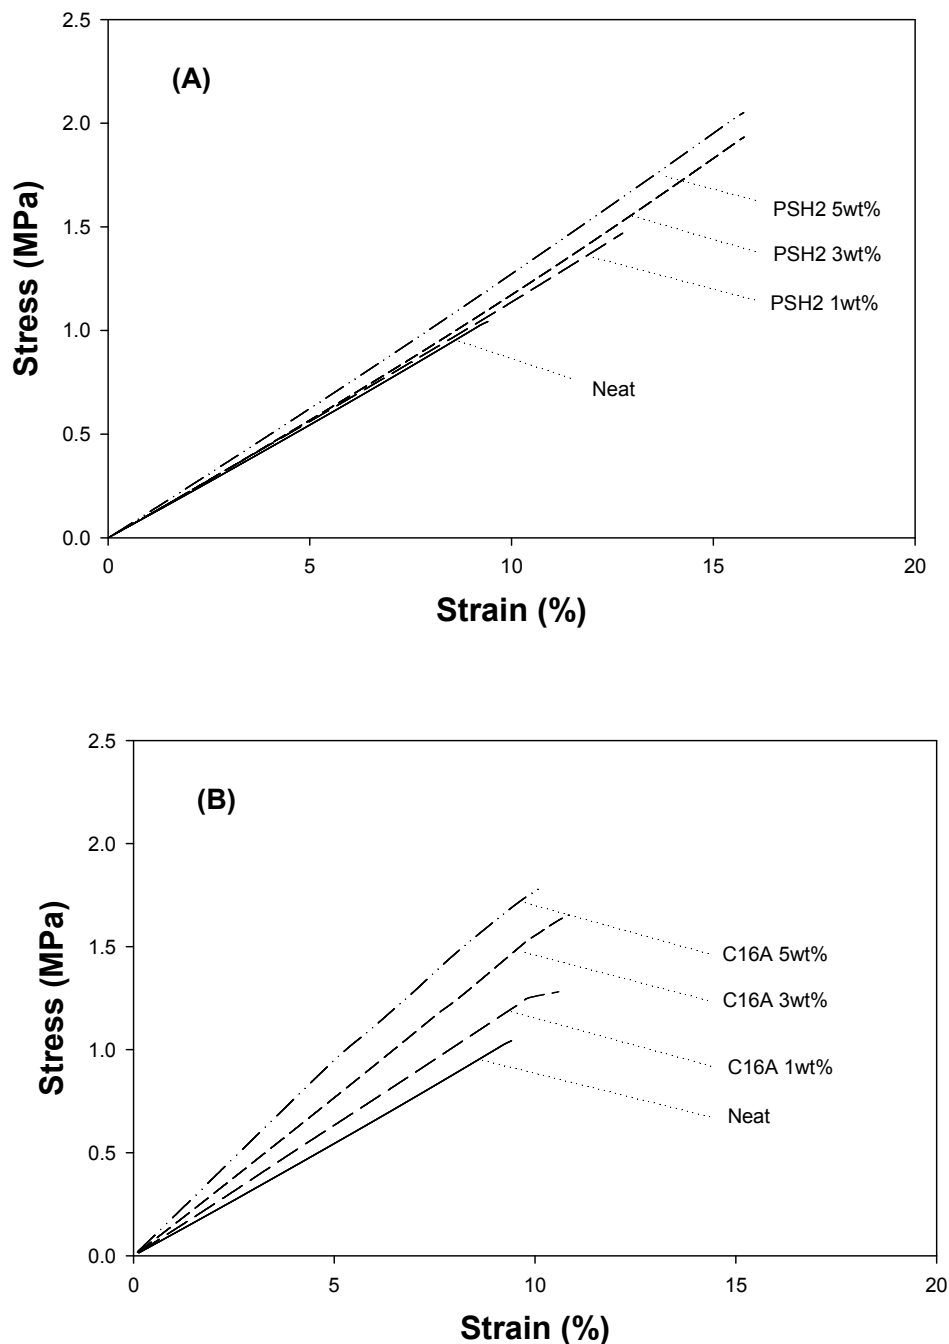 2.5
(A)
2.0
PSH2 5wt%
1.5
PSH2 3wt%
PSH2 1wt%
1.0
Neat
0.5
0.0
Stress (MPa)
0 5 10 15 20
Strain (%)
2.5
(B)
2.0
1.5
C16A 5wt%
C16A 3wt%
1.0
C16A 1wt%
Neat
0.5
0.0
Stress (MPa)
0 5 10 15 20
Strain (%)